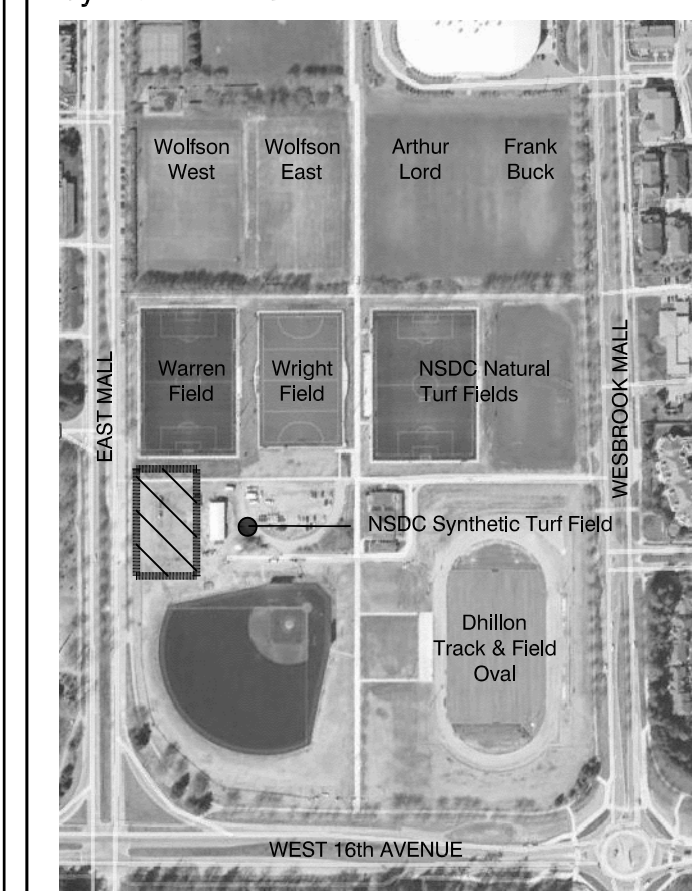 Wolfson
West
Wolfson
East
Arthur
Lord
Frank
Buck
Warren
Field
Wright
Field
NSDC Natural
Turf Fields
EAST MALL
WESBROOK MALL
NSDC Synthetic Turf Field
Dhillon
Track & Field
Oval
WEST 16th AVENUE